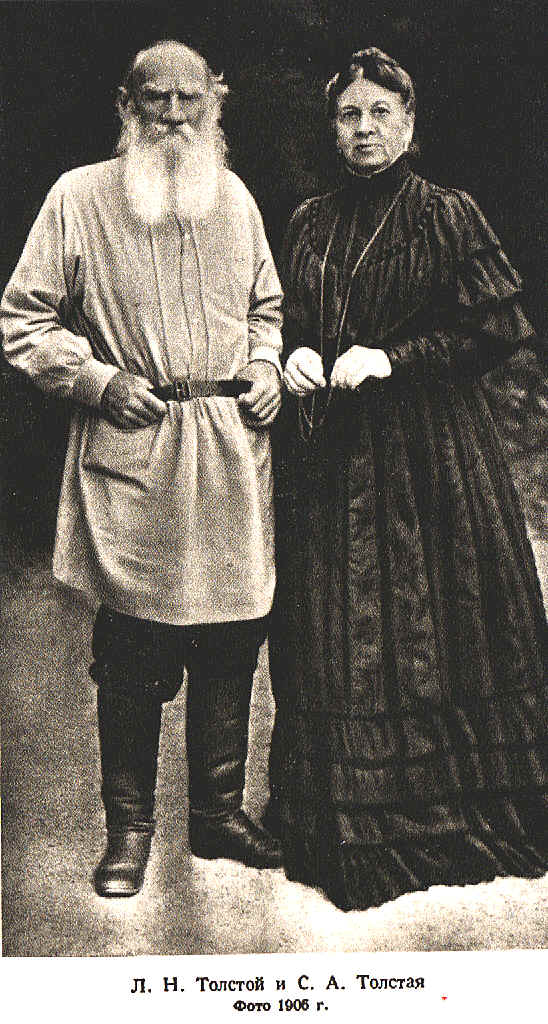 Л. Н. Толстой и С. А. Толстая
Фото 1906 г.